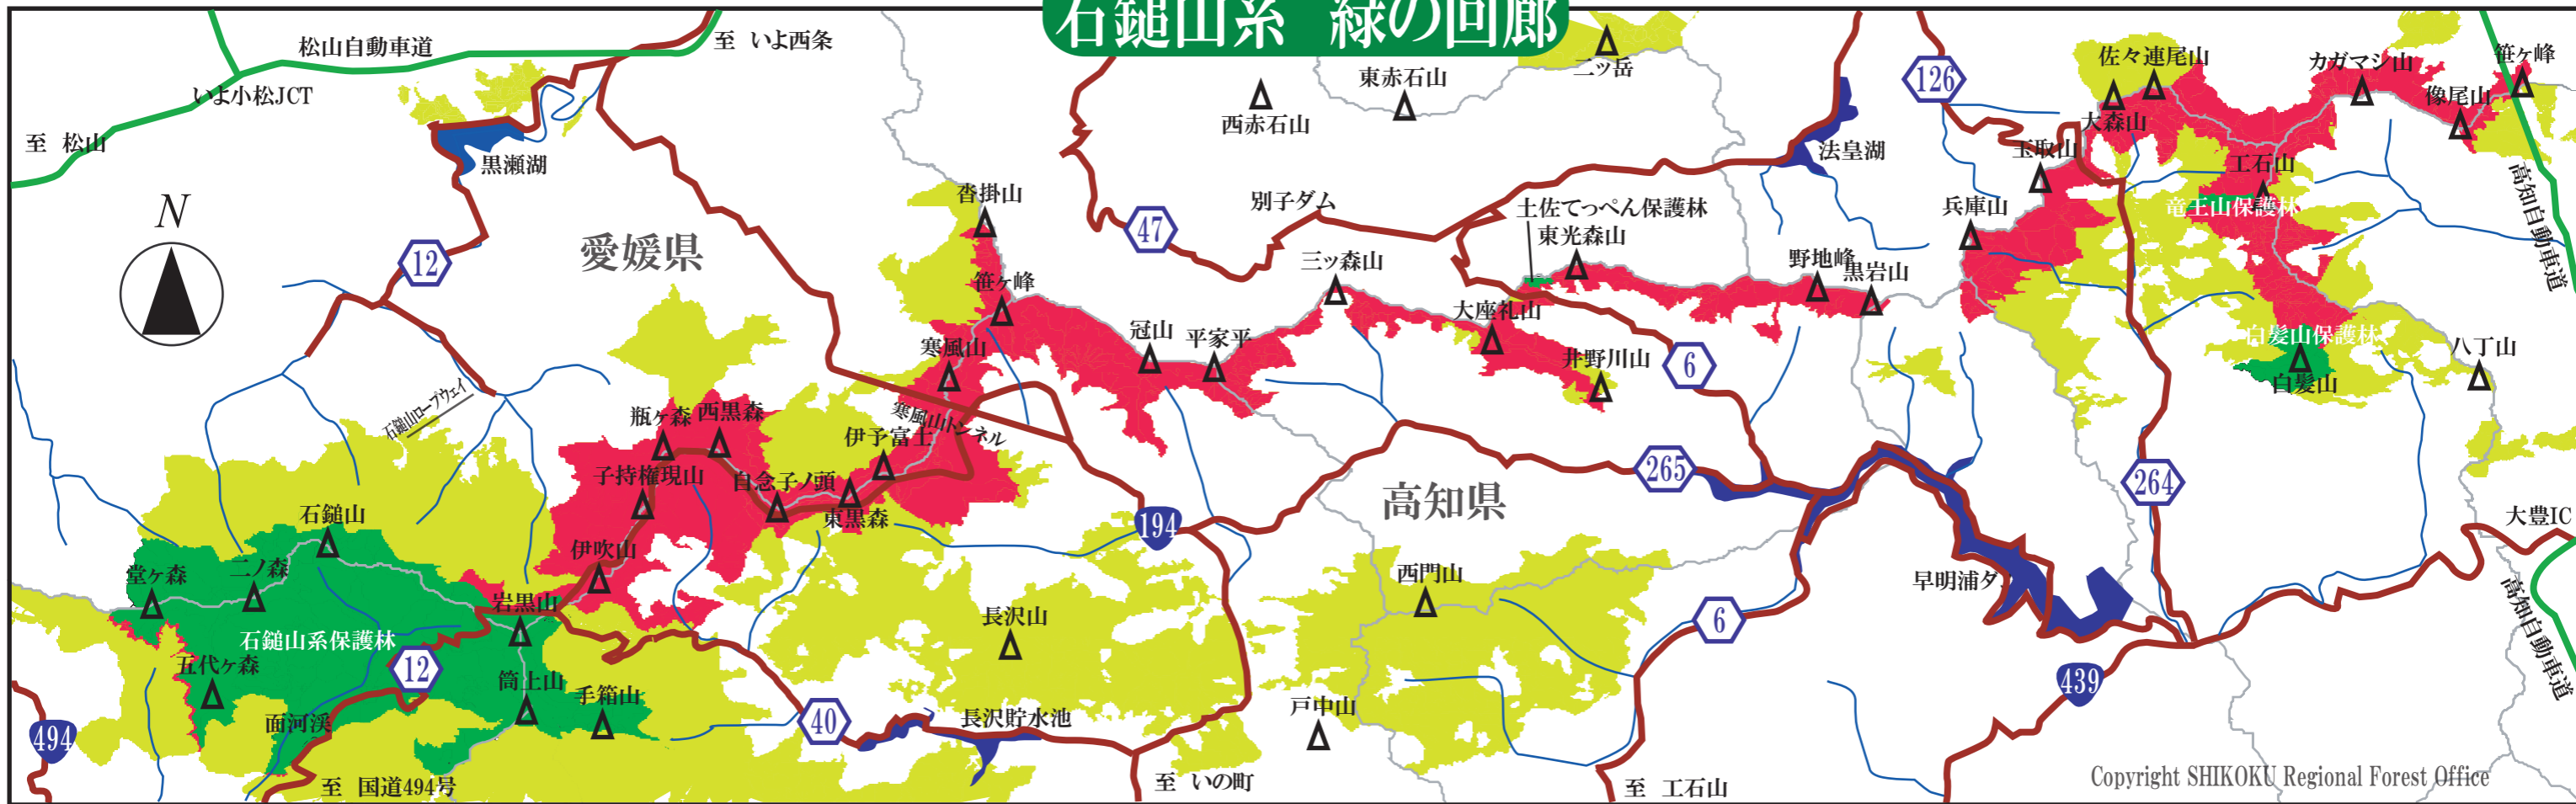 石鎚山系 緑の回廊
松山自動車道
至 いよ西条
いよ小松JCT
至 松山
黒瀬湖
N
12
愛媛県
沓掛山
笹ヶ峰
寒風山
冠山
平家平
西赤石山
東赤石山
二ツ岳
47
別子ダム
三ッ森山
土佐てっぺん保護林
東光森山
大座礼山
井野川山
6
法皇湖
野地峰
黒岩山
126
佐々連尾山
大森山
玉取山
兵庫山
カガマシ山
像尾山
笹ヶ峰
工石山
竜王山保護林
高知自動車道
白髪山保護林
白髪山
八丁山
石鎚山ロープウェイ
瓶ヶ森
西黒森
伊予富士
寒風山トンネル
子持権現山
自念子ノ頭
東黒森
石鎚山
伊吹山
堂ヶ森
二ノ森
岩黒山
石鎚山系保護林
五代ヶ森
12
筒上山
手箱山
面河渓
494
至 国道494号
40
長沢山
長沢貯水池
194
至 いの町
高知県
265
西門山
戸中山
6
至 工石山
早明浦ダ
264
439
大豊IC
高知自動車道
Copyright SHIKOKU Regional Forest Office